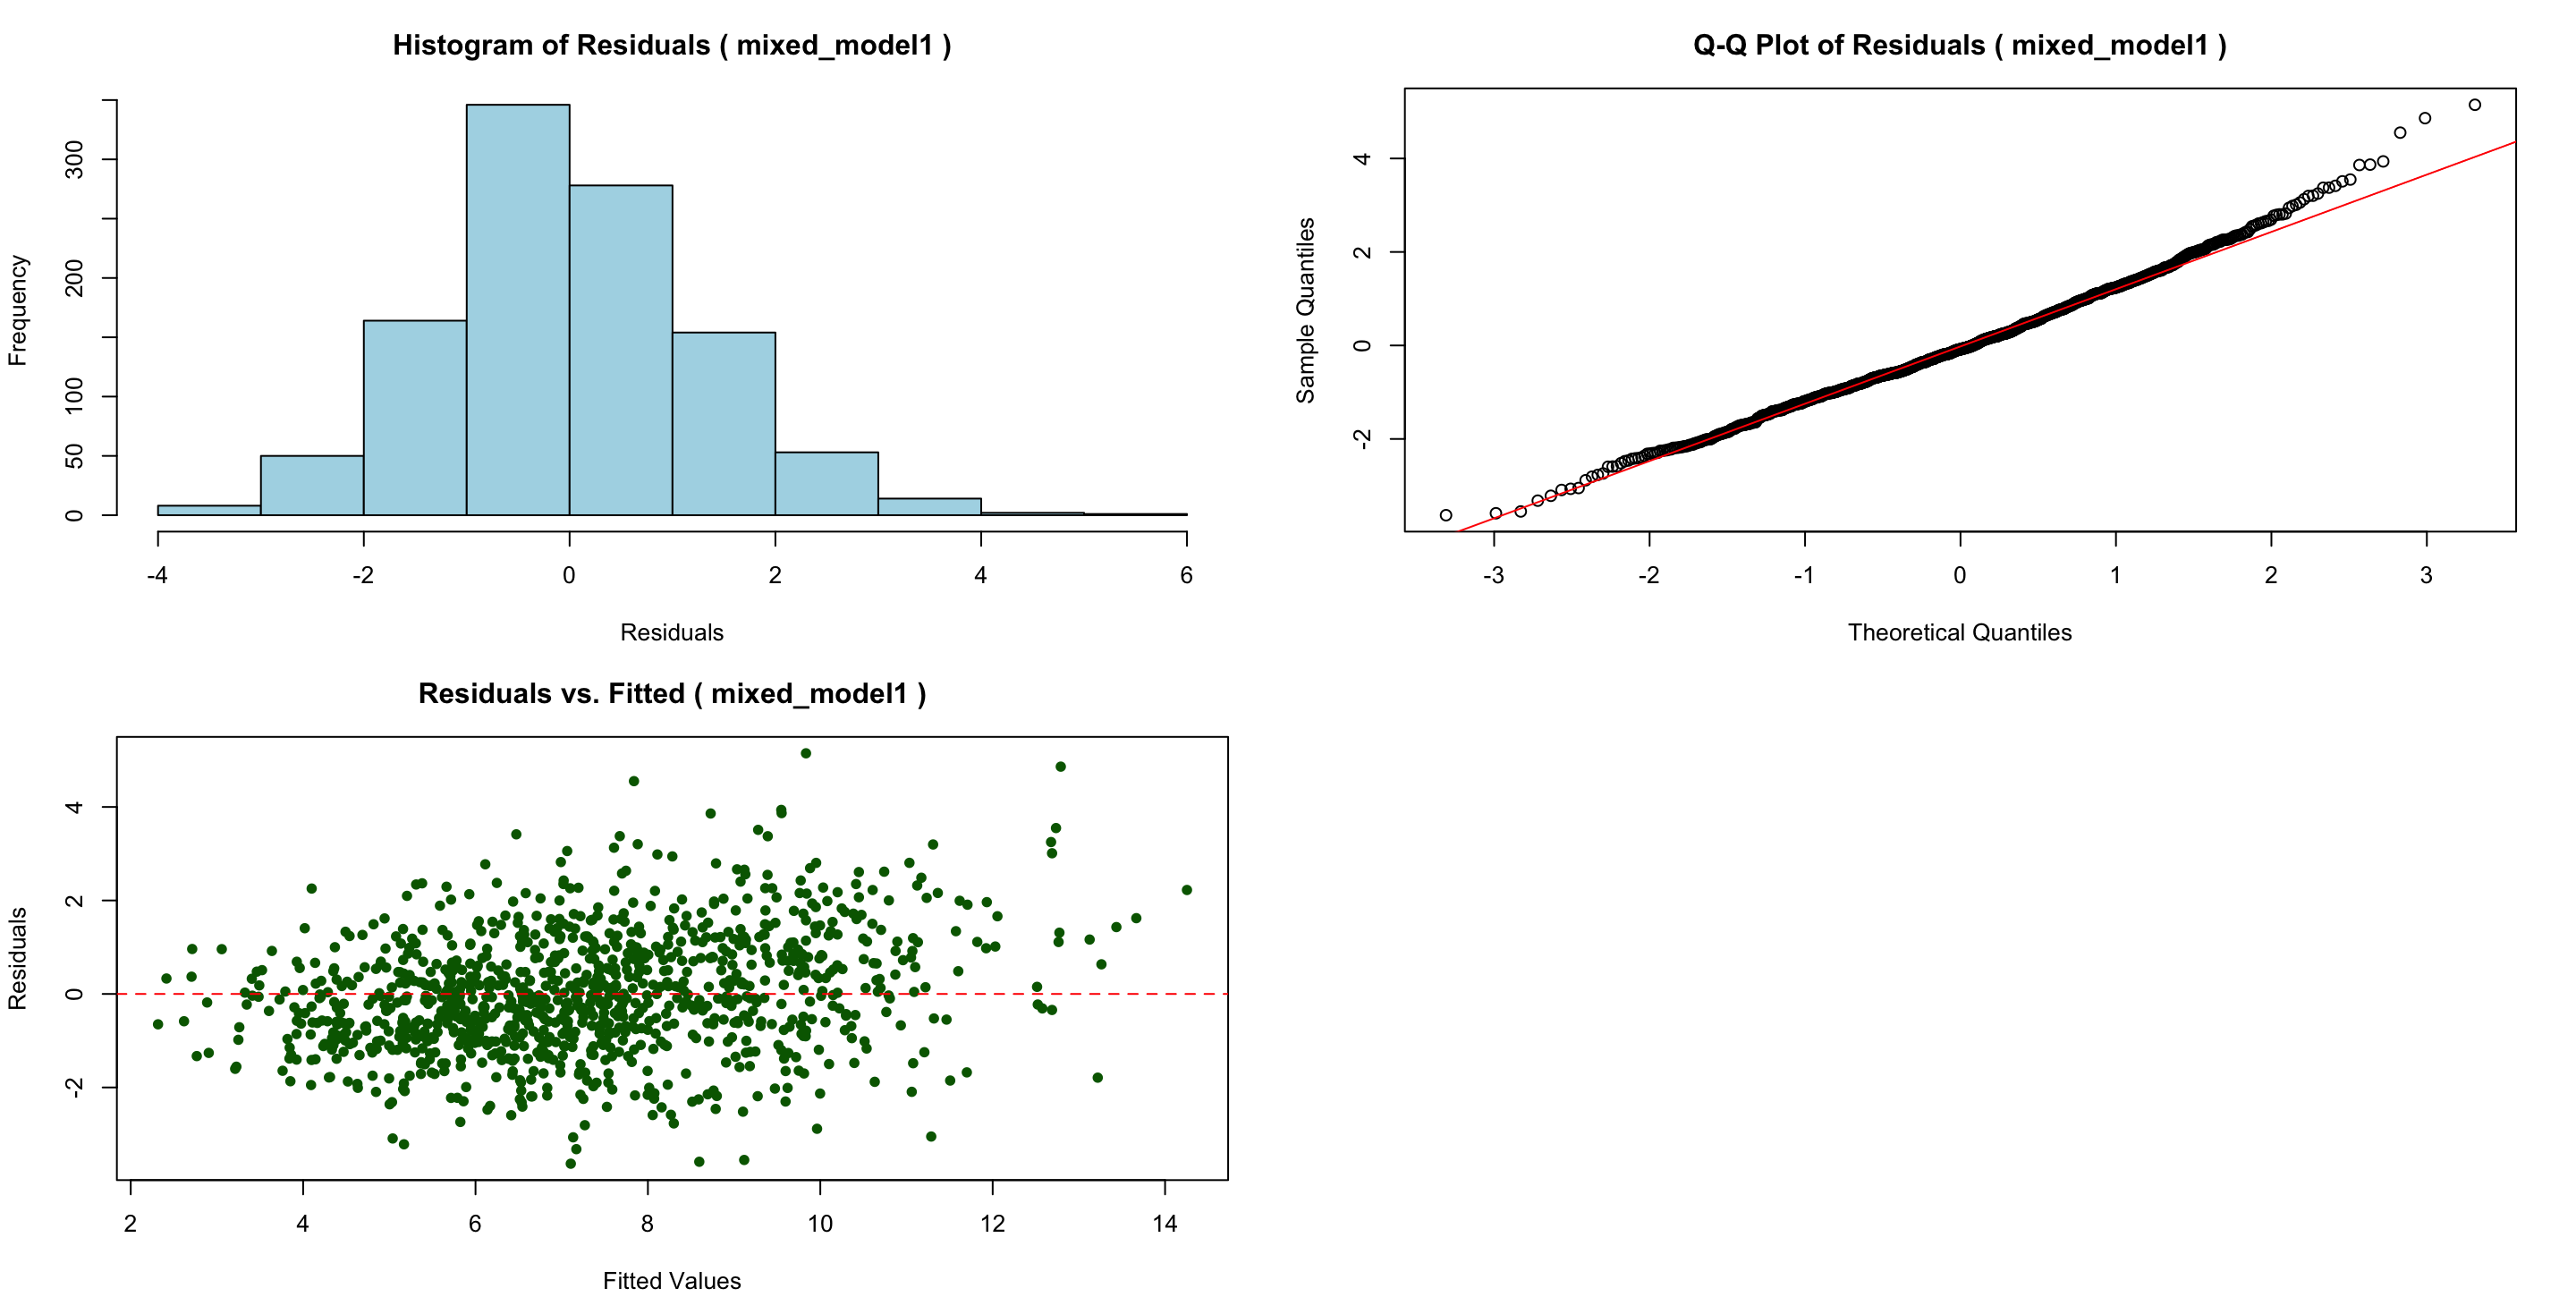 Histogram of Residuals ( mixed_model1 )
Frequency
300
200
100
50
0
-4 -2 0 2 4 6
Residuals
Q-Q Plot of Residuals ( mixed_model1 )
Sample Quantiles
4
2
0
-2
-3 -2 -1 0 1 2 3
Theoretical Quantiles
Residuals vs. Fitted ( mixed_model1 )
Residuals
4
2
0
-2
2 4 6 8 10 12 14
Fitted Values